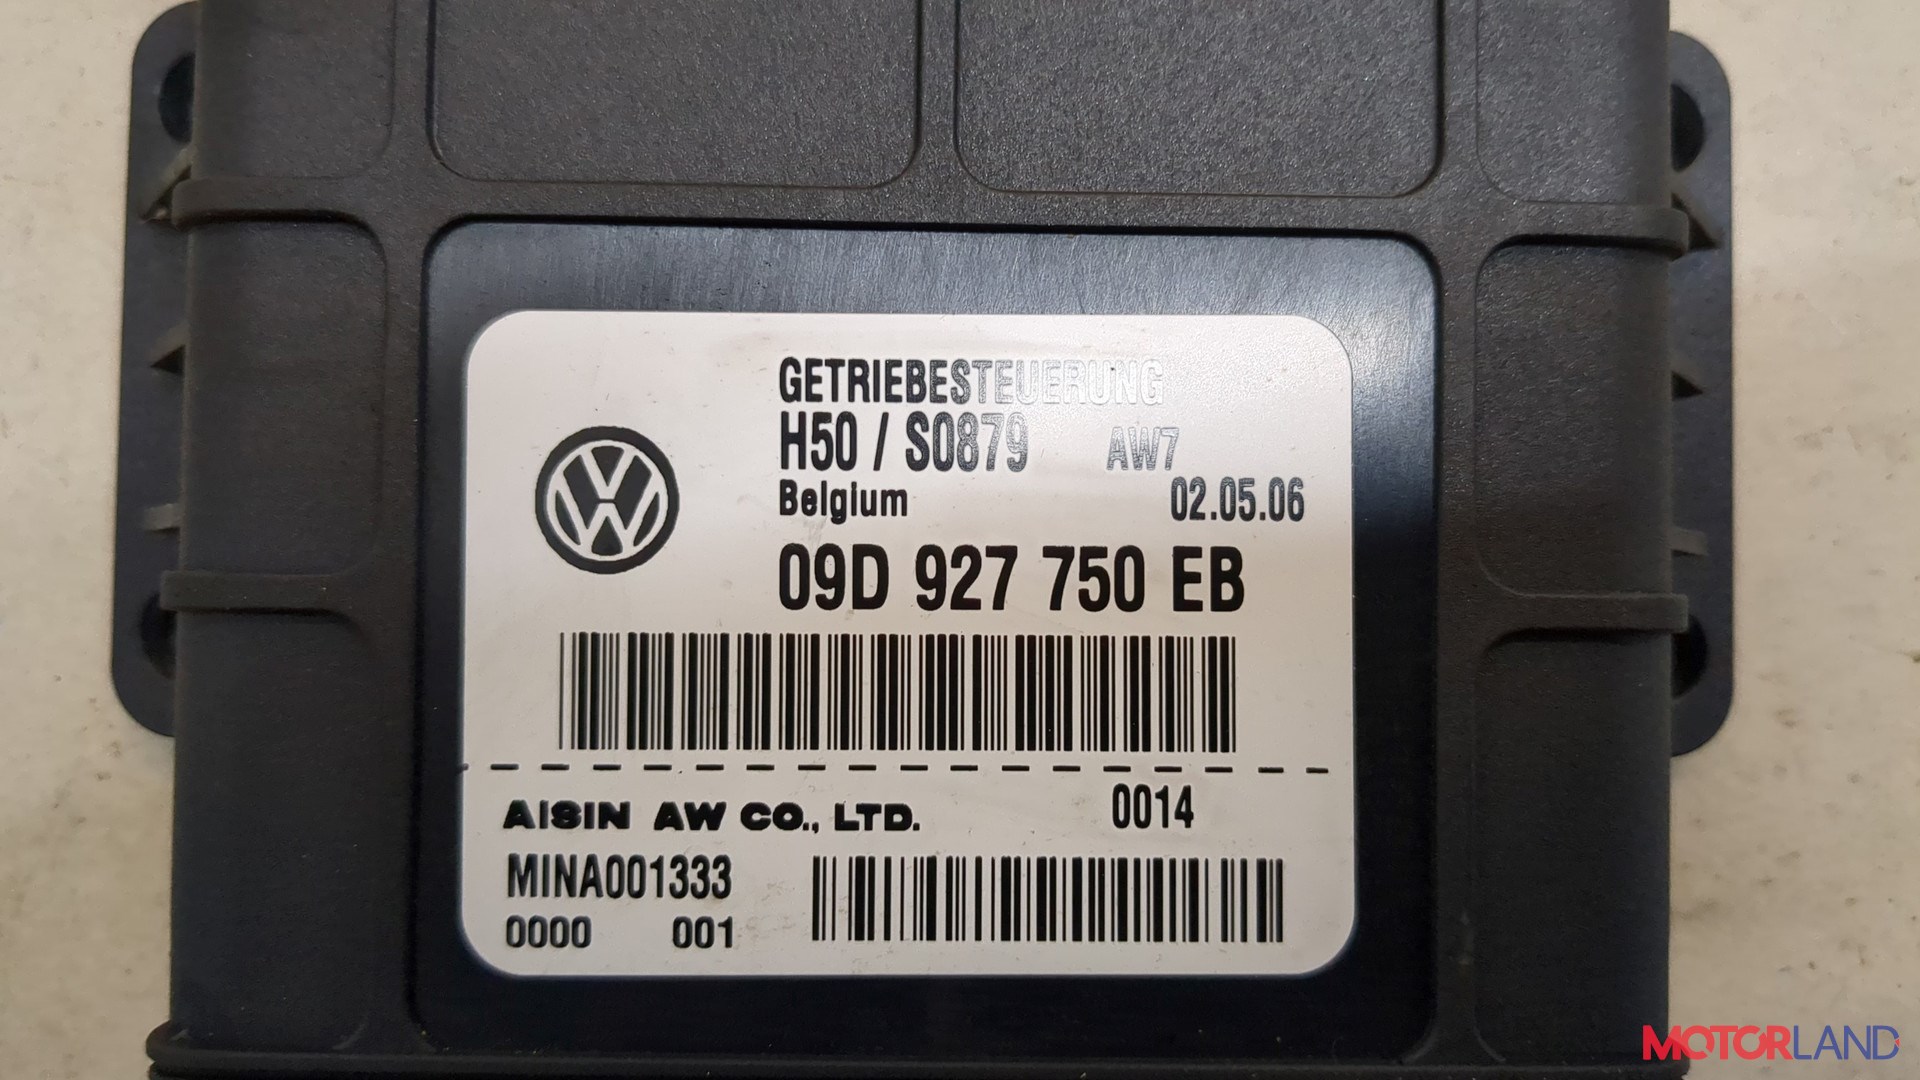 GETRIEBESTEUERUNG
H50 / S0879 AW7
Belgium 02.05.06
09D 927 750 EB
AISIN AW CO., LTD. 0014
MINA001333
0000 001
MOTORLAND